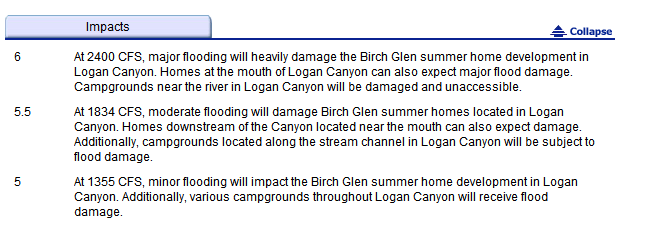 Impacts
Collapse
6 At 2400 CFS, major flooding will heavily damage the Birch Glen summer home development in
Logan Canyon. Homes at the mouth of Logan Canyon can also expect major flood damage.
Campgrounds near the river in Logan Canyon will be damaged and unaccessible.
5.5 At 1834 CFS, moderate flooding will damage Birch Glen summer homes located in Logan
Canyon. Homes downstream of the Canyon located near the mouth can also expect damage.
Additionally, campgrounds located along the stream channel in Logan Canyon will be subject to
flood damage.
5 At 1355 CFS, minor flooding will impact the Birch Glen summer home development in Logan
Canyon. Additionally, various campgrounds throughout Logan Canyon will receive flood
damage.